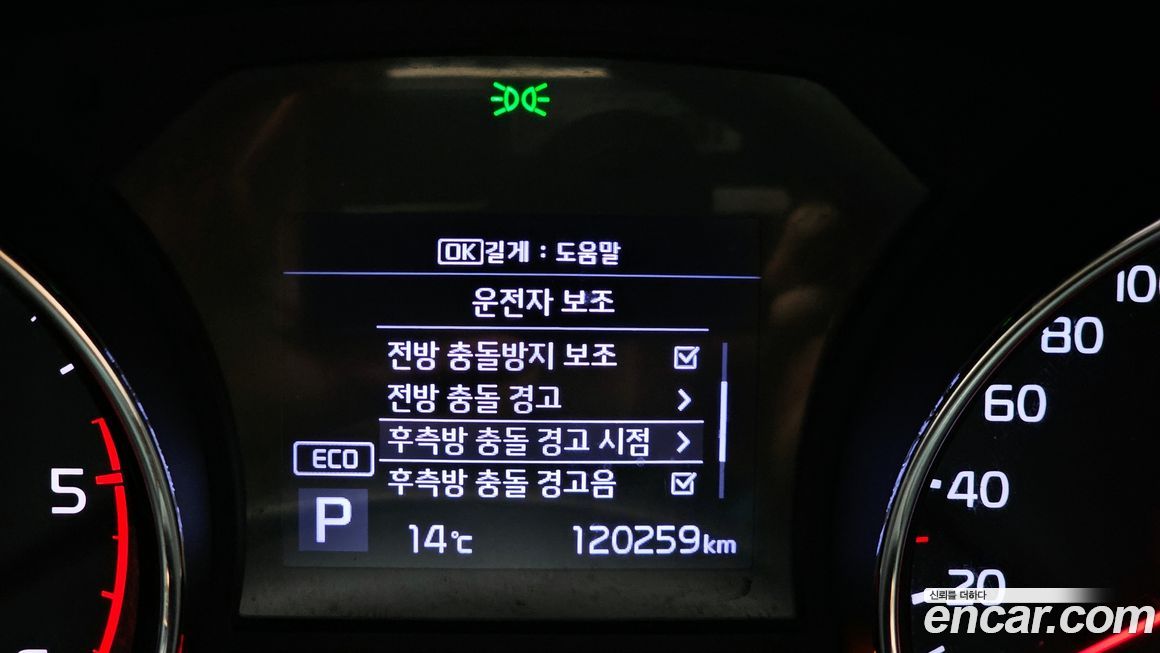 OK 길게 : 도움말
운전자 보조
전방 충돌방지 보조
전방 충돌 경고
후측방 충돌 경고 시점
후측방 충돌 경고음
ECO
P
14℃ 120259km
5
100
80
60
40
20
신뢰를 더하다
encar.com